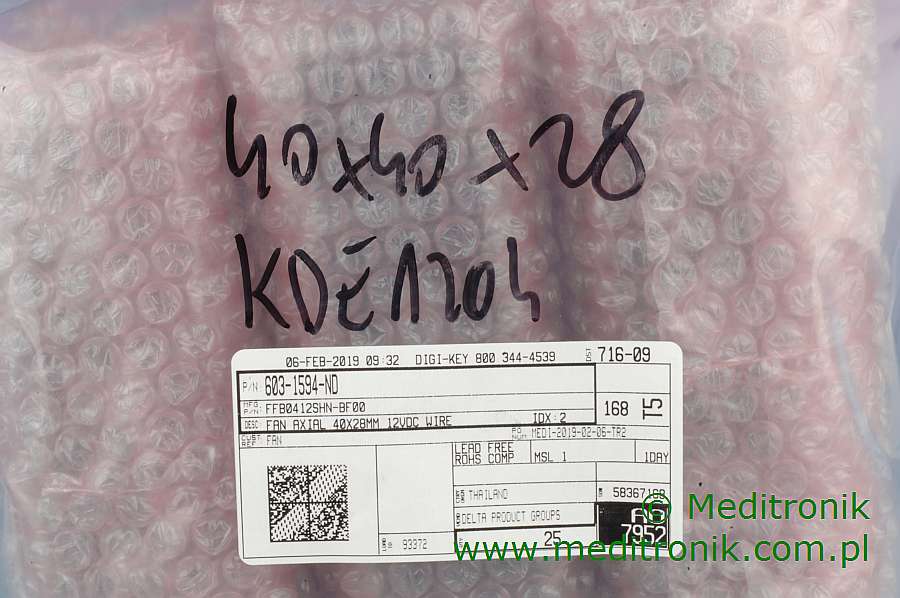 40x40x28
KDE1204
06-FEB-2019 09:32 DIGI-KEY 800 344-4539 716-09
P/N: 603-1594-ND
MFG P/N: FFB0412SHN-BF00
168 T5
DESC: FAN AXIAL 40X28MM 12VDC WIRE IDX: 2
CUST REF: FAN
PO NUM: MEDI-2019-02-06-TR2
LEAD FREE
ROHS COMP MSL 1 1DAY
THAILAND
DELTA PRODUCT GROUPS
7952
93372 25
© Meditronik
www.meditronik.com.pl